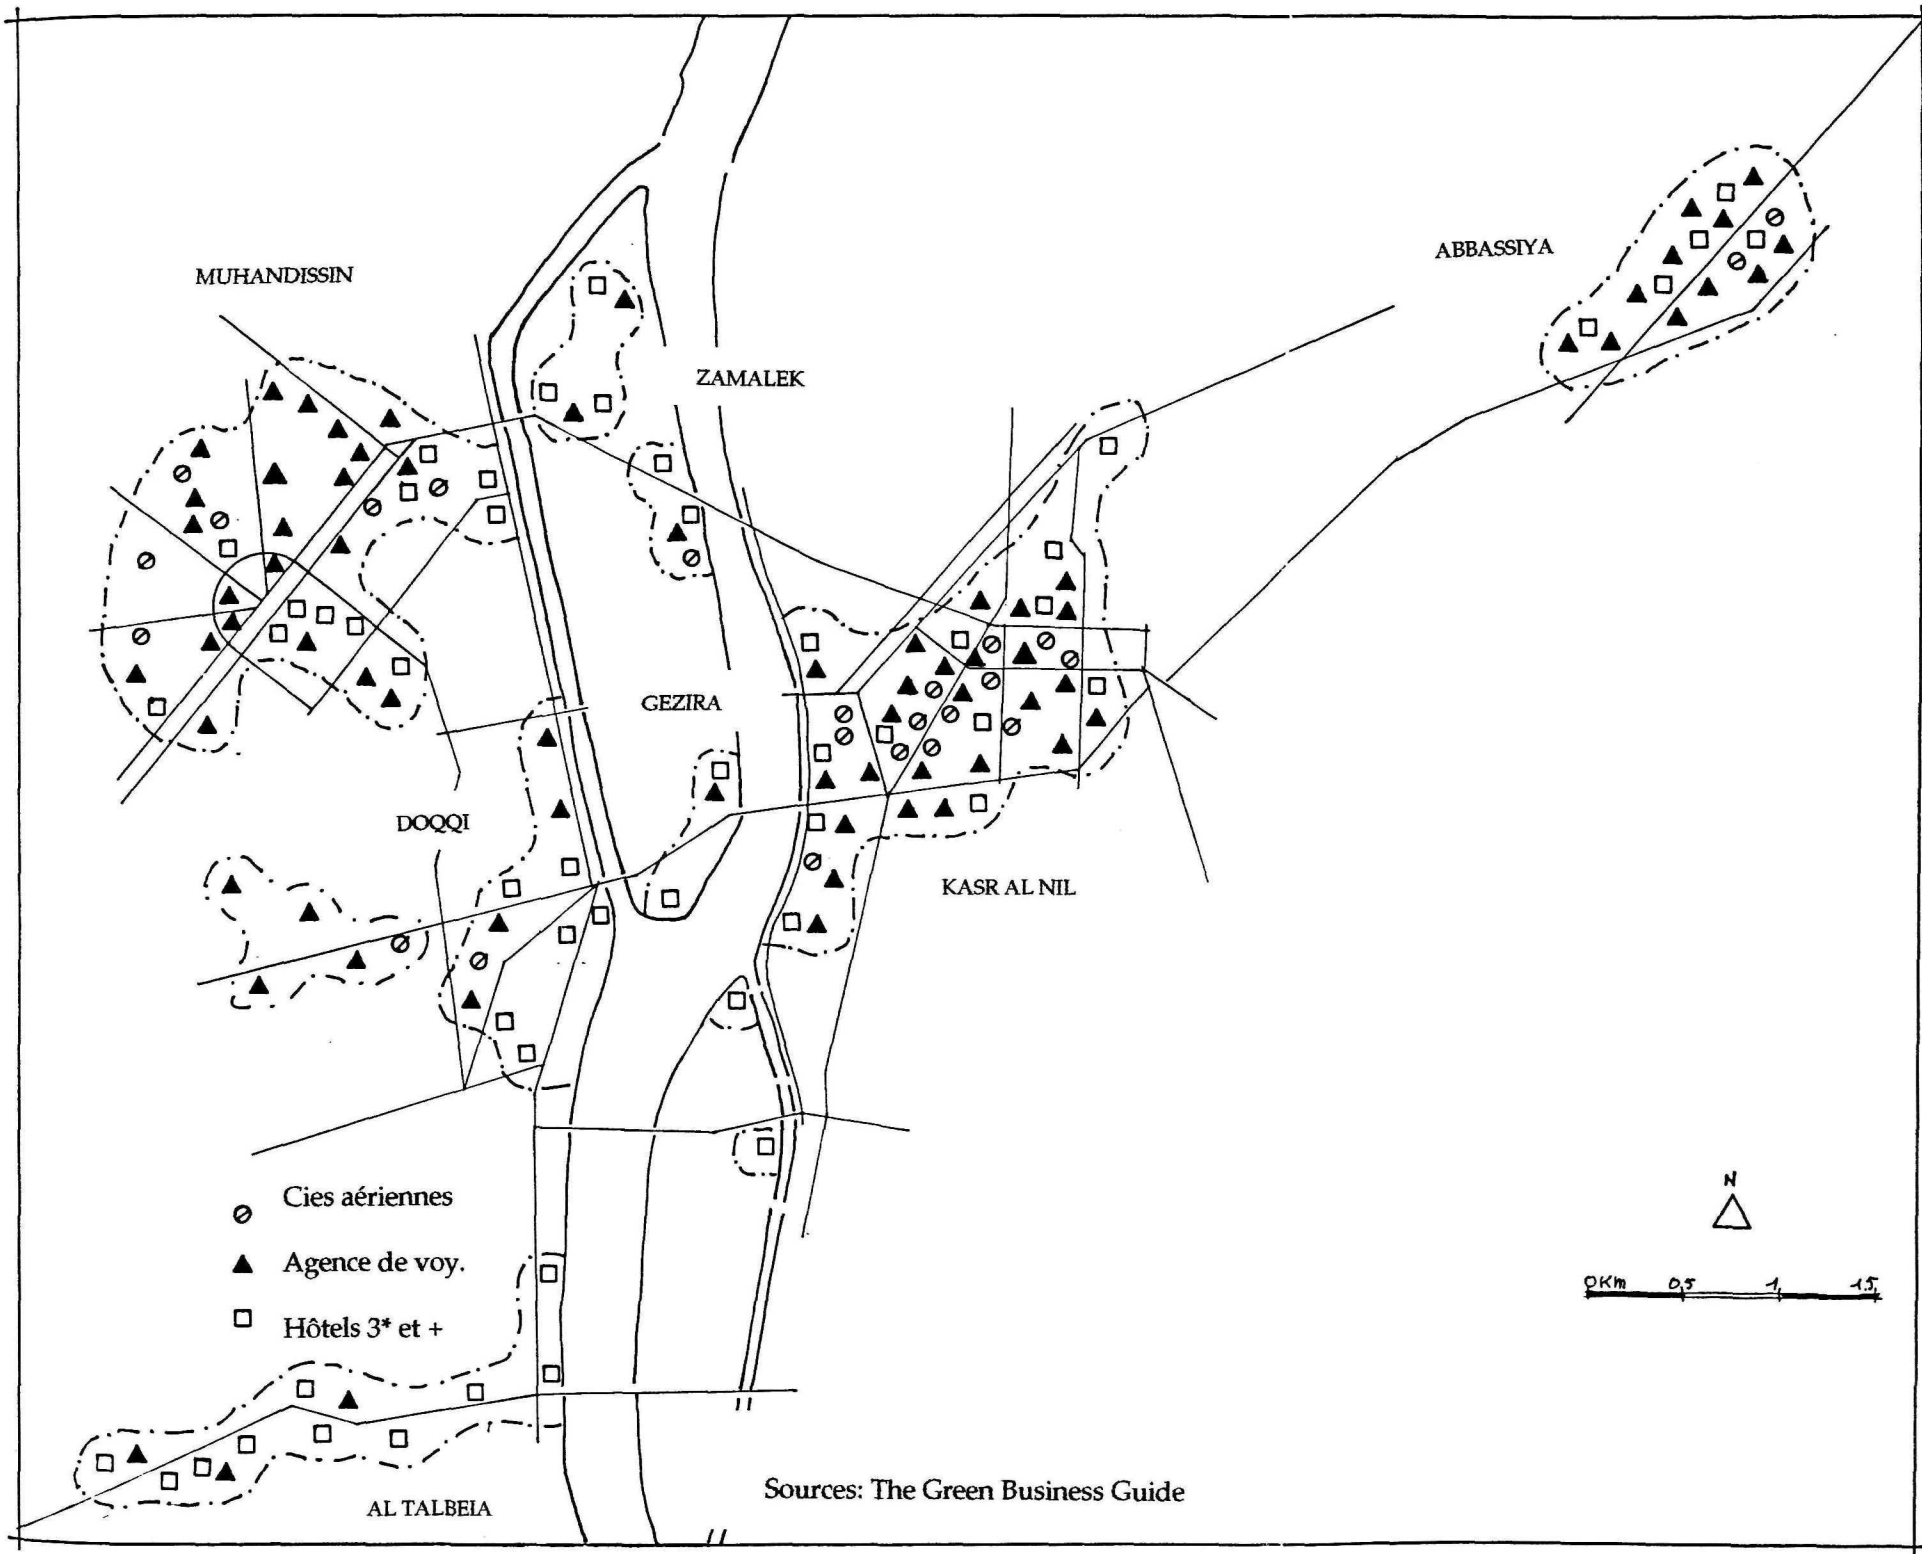 ABBASSIYA
MUHANDISSIN
ZAMALEK
GEZIRA
DOQQI
KASR AL NIL
Cies aériennes
Agence de voy.
Hôtels 3* et +
N
0Km 0,5 1 1.5
Sources: The Green Business Guide
AL TALBEIA